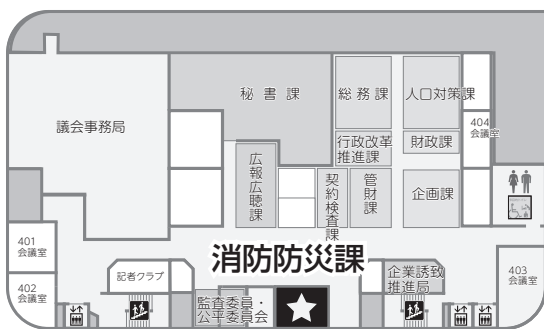 秘書課
総務課
人口対策課
議会事務局
404
会議室
行政改革
推進課
財政課
広報広聴課
契約検査課
管財課
企画課
401
会議室
消防防災課
記者クラブ
企業誘致
推進局
403
会議室
402
会議室
監査委員・
公平委員会